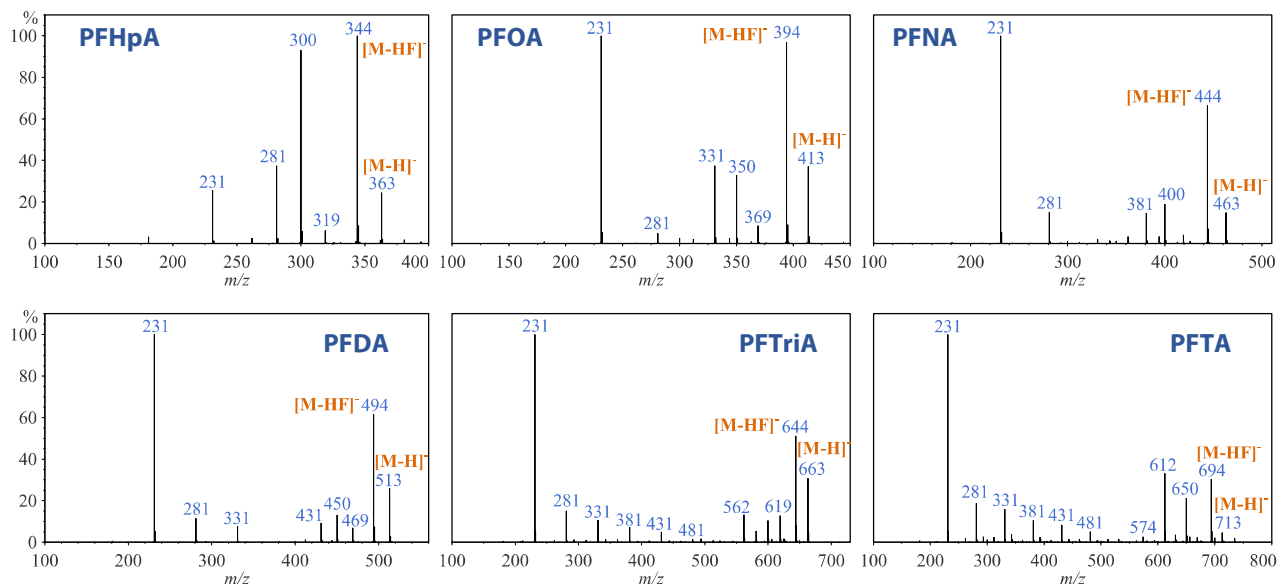 %
100
80
60
40
20
0
PFHpA
344
300
[M-HF]⁻
281
[M-H]⁻
363
231
319
100 200 300 400
m/z
PFOA
231
[M-HF]⁻ 394
331
350
[M-H]⁻
413
281
369
100 150 200 250 300 350 400 450
m/z
PFNA
231
[M-HF]⁻ 444
281
381
400
[M-H]⁻
463
100 200 300 400 500
m/z
%
100
80
60
40
20
0
PFDA
231
[M-HF]⁻ 494
[M-H]⁻
513
281
331
431
450
469
100 200 300 400 500
m/z
PFTriA
231
[M-HF]⁻ 644
[M-H]⁻
663
281
331
381
431
481
562
619
100 200 300 400 500 600 700
m/z
PFTA
231
612
[M-HF]⁻
694
650
[M-H]⁻
713
281
331
381
431
481
574
100 200 300 400 500 600 700 800
m/z